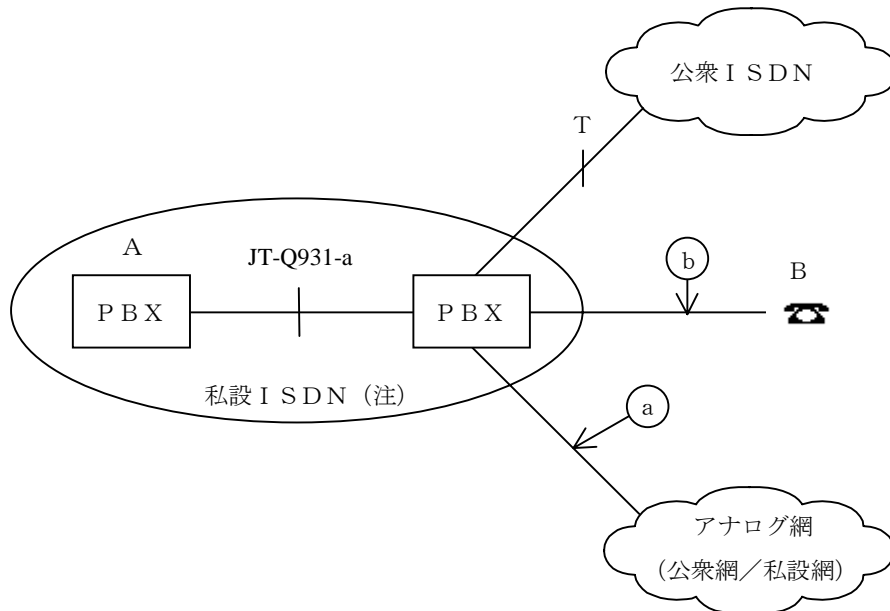 公衆ＩＳＤＮ
Ｔ
Ａ
JT-Q931-a
ｂ
Ｂ
ＰＢＸ
ＰＢＸ
私設ＩＳＤＮ（注）
ａ
アナログ網
（公衆網／私設網）